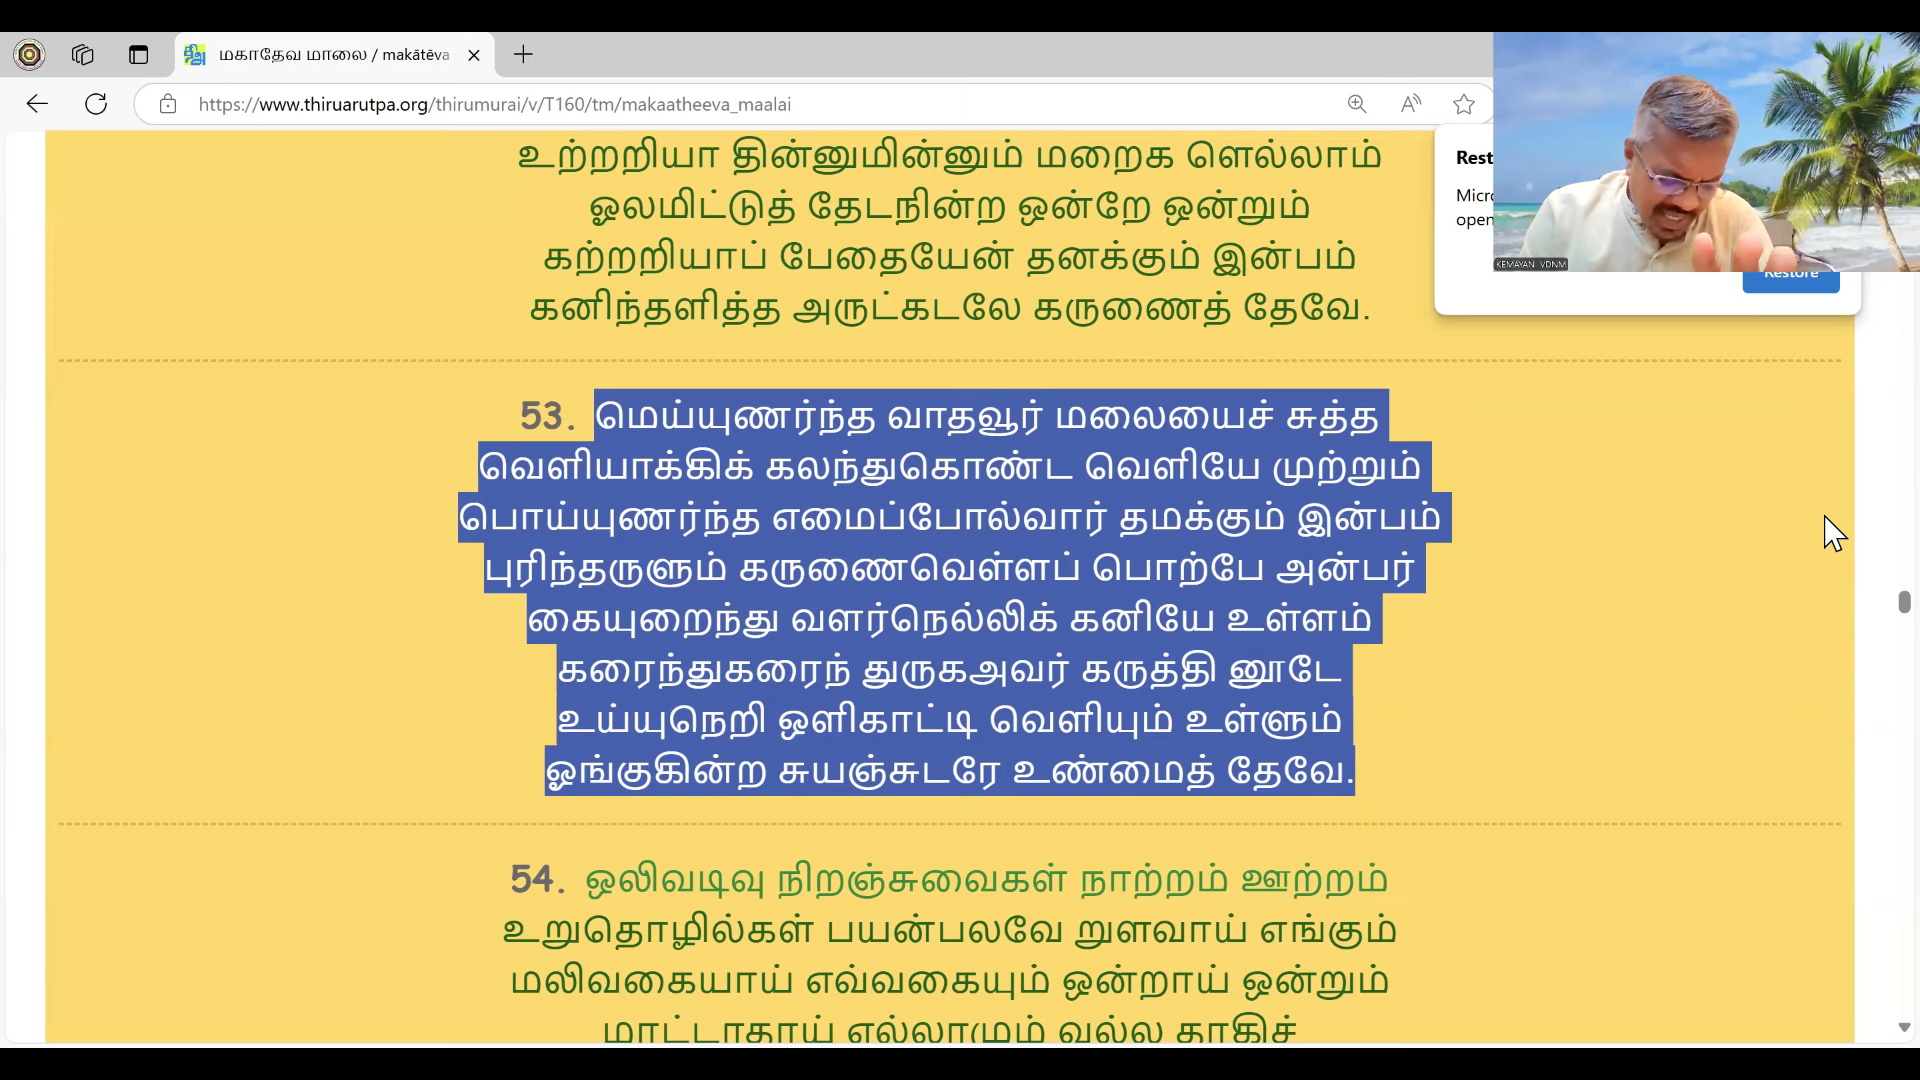 மகாதேவ மாலை / makātēva
https://www.thiruarutpa.org/thirumurai/v/T160/tm/makaatheeva_maalai
உற்றறியா தின்னுமின்னும் மறைக ளெல்லாம்
ஓலமிட்டுத் தேடநின்ற ஒன்றே ஒன்றும்
கற்றறியாப் பேதையேன் தனக்கும் இன்பம்
கனிந்தளித்த அருட்கடலே கருணைத் தேவே.
Rest
Micro
open
KEMAYAN VDNM
Restore
53. மெய்யுணர்ந்த வாதவூர் மலையைச் சுத்த
வெளியாக்கிக் கலந்துகொண்ட வெளியே முற்றும்
பொய்யுணர்ந்த எமைப்போல்வார் தமக்கும் இன்பம்
புரிந்தருளும் கருணைவெள்ளப் பொற்பே அன்பர்
கையுறைந்து வளர்நெல்லிக் கனியே உள்ளம்
கரைந்துகரைந் துருகஅவர் கருத்தி னூடே
உய்யுநெறி ஒளிகாட்டி வெளியும் உள்ளும்
ஓங்குகின்ற சுயஞ்சுடரே உண்மைத் தேவே.
54. ஒலிவடிவு நிறஞ்சுவைகள் நாற்றம் ஊற்றம்
உறுதொழில்கள் பயன்பலவே றுளவாய் எங்கும்
மலிவகையாய் எவ்வகையும் ஒன்றாய் ஒன்றும்
மாட்டாதாய் எல்லாமும் வல்ல தாகிச்